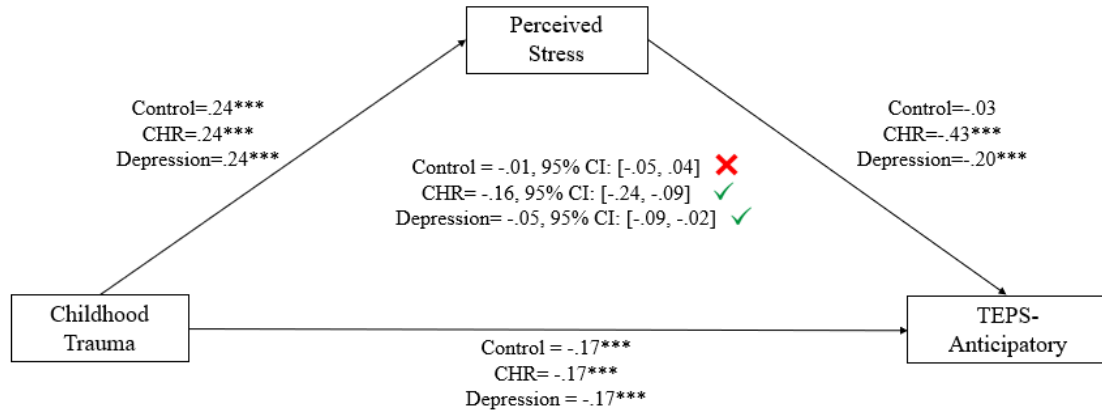 Perceived
Stress
Control=.24***
CHR=.24***
Depression=.24***
Control=-.03
CHR=-.43***
Depression=-.20***
Control = -.01, 95% CI: [-.05, .04]
CHR= -.16, 95% CI: [-.24, -.09]
Depression= -.05, 95% CI: [-.09, -.02]
Childhood
Trauma
TEPS-
Anticipatory
Control = -.17***
CHR= -.17***
Depression = -.17***